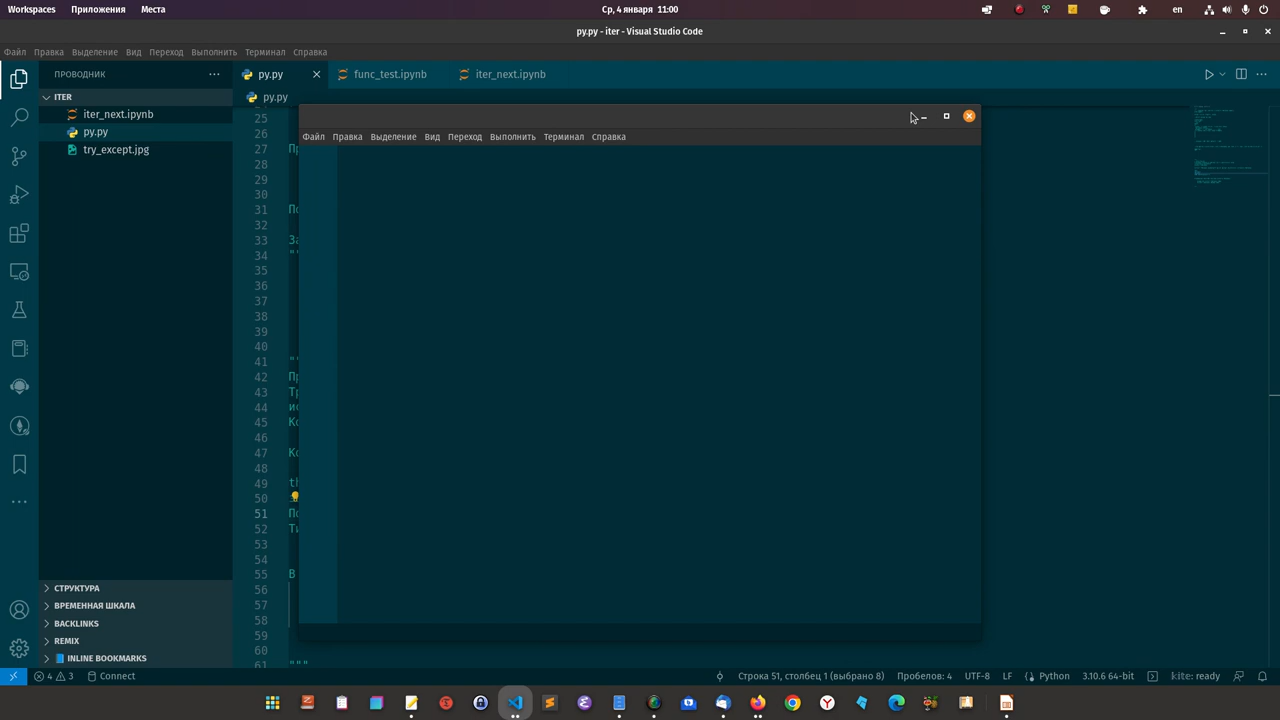 Workspaces Приложения Места Ср, 4 января 11:00 en
py.py - iter - Visual Studio Code
Файл Правка Выделение Вид Переход Выполнить Терминал Справка
ПРОВОДНИК
py.py func_test.ipynb iter_next.ipynb
ITER
py.py
iter_next.ipynb
py.py
try_except.jpg
Файл Правка Выделение Вид Переход Выполнить Терминал Справка
25
26
27
28
29
30
31 По
32
33 За
34
35
36
37
38
39
40
41
42
43
44
45
46
47
48
49 th
50
51
52
53
54
55 В
56
57
58
59
60
61 """
СТРУКТУРА
ВРЕМЕННАЯ ШКАЛА
BACKLINKS
REMIX
INLINE BOOKMARKS
4 3 Connect Строка 51, столбец 1 (выбрано 8) Пробелов: 4 UTF-8 LF Python 3.10.6 64-bit kite: ready